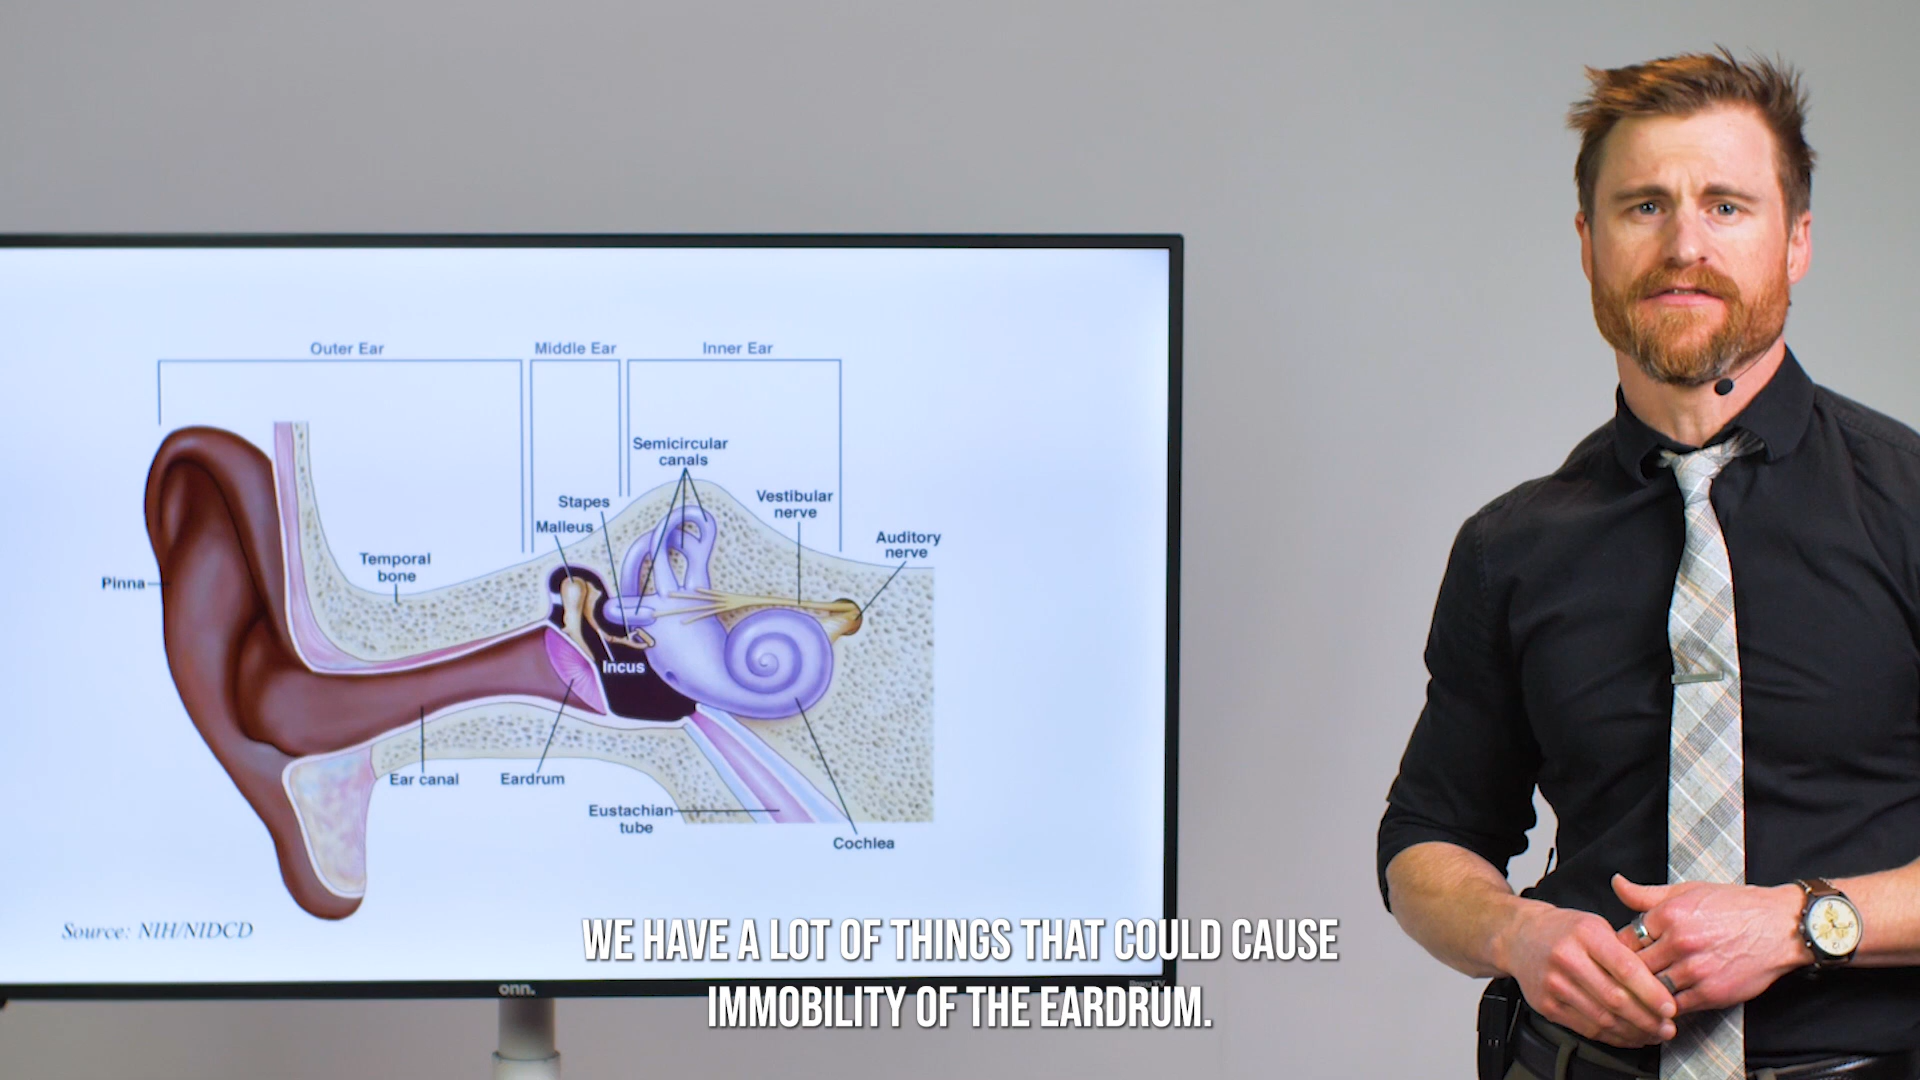 Outer Ear
Middle Ear
Inner Ear
Semicircular
canals
Stapes
Vestibular
nerve
Malleus
Auditory
nerve
Temporal
bone
Pinna
Incus
Ear canal
Eardrum
Eustachian
tube
Cochlea
Source: NIH/NIDCD
WE HAVE A LOT OF THINGS THAT COULD CAUSE
IMMOBILITY OF THE EARDRUM.
onn.